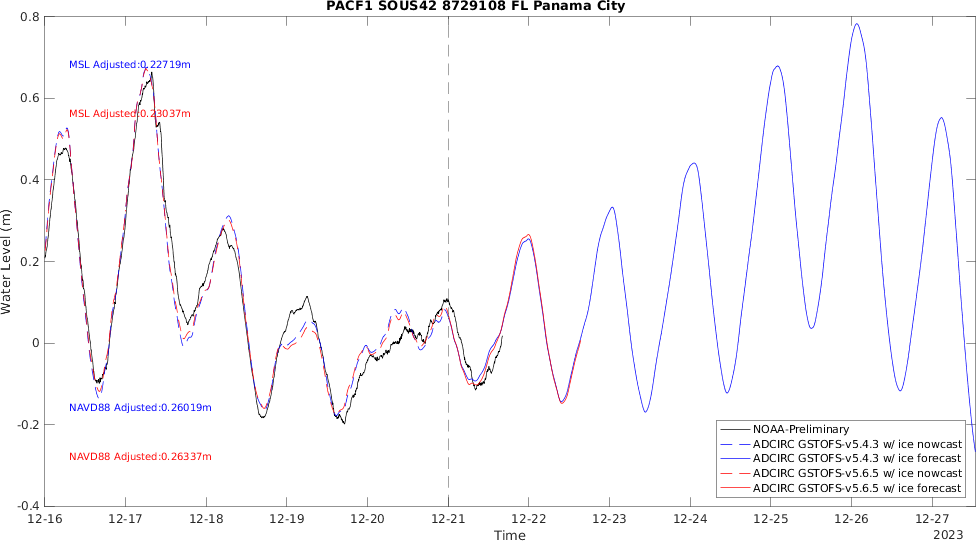 PACF1 SOUS42 8729108 FL Panama City
Water Level (m)
0.8
0.6
0.4
0.2
0
-0.2
-0.4
MSL Adjusted:0.22719m
MSL Adjusted:0.23037m
NAVD88 Adjusted:0.26019m
NAVD88 Adjusted:0.26337m
NOAA-Preliminary
ADCIRC GSTOFS-v5.4.3 w/ ice nowcast
ADCIRC GSTOFS-v5.4.3 w/ ice forecast
ADCIRC GSTOFS-v5.6.5 w/ ice nowcast
ADCIRC GSTOFS-v5.6.5 w/ ice forecast
12-16 12-17 12-18 12-19 12-20 12-21 12-22 12-23 12-24 12-25 12-26 12-27
Time
2023